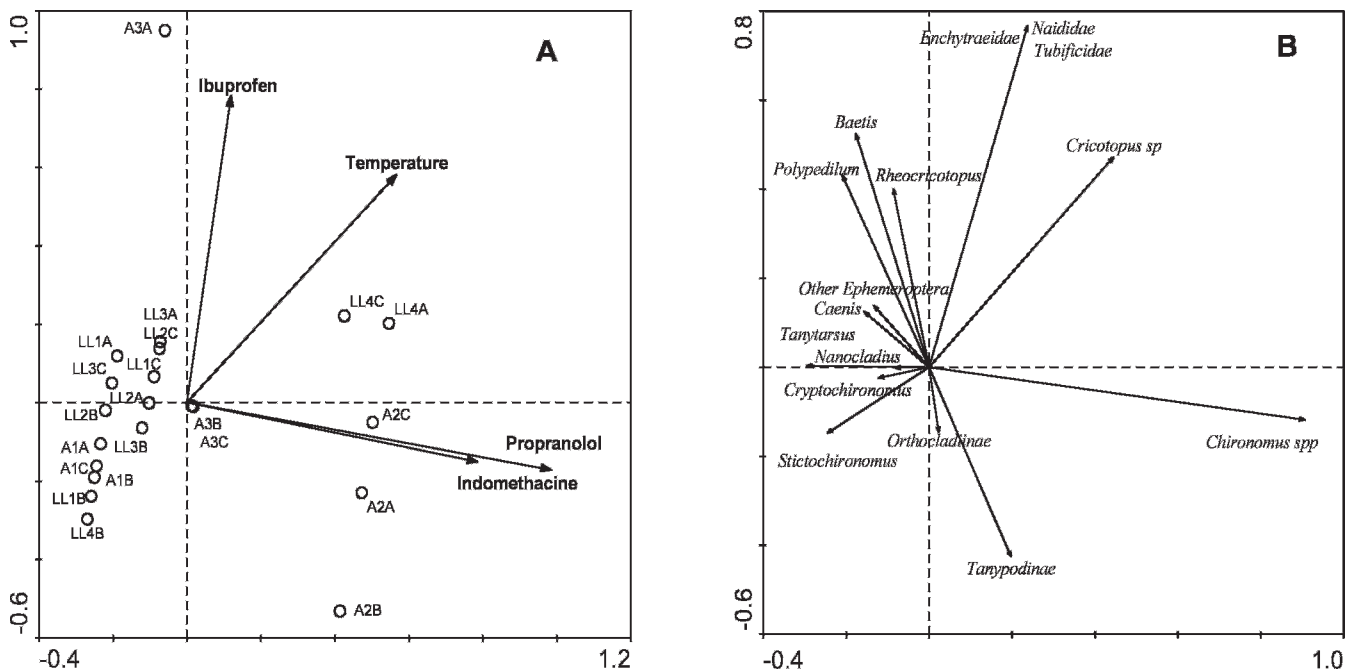 1.0
A3A
A
Ibuprofen
Temperature
LL4C
LL4A
LL3A
LL2C
LL1A
LL1C
LL3C
LL2A
LL2B
A3B
A3C
A2C
LL3B
A1A
Propranolol
A1C
A1B
Indomethacine
LL1B
A2A
LL4B
A2B
-0.6
-0.4
1.2
0.8
Enchytraeidae
Naididae
Tubificidae
B
Baetis
Cricotopus sp
Polypedilum
Rheocricotopus
Other Ephemeroptera
Caenis
Tanytarsus
Nanocladius
Cryptochironomus
Orthocladiinae
Chironomus spp
Stictochironomus
Tanypodinae
-0.6
-0.4
1.0